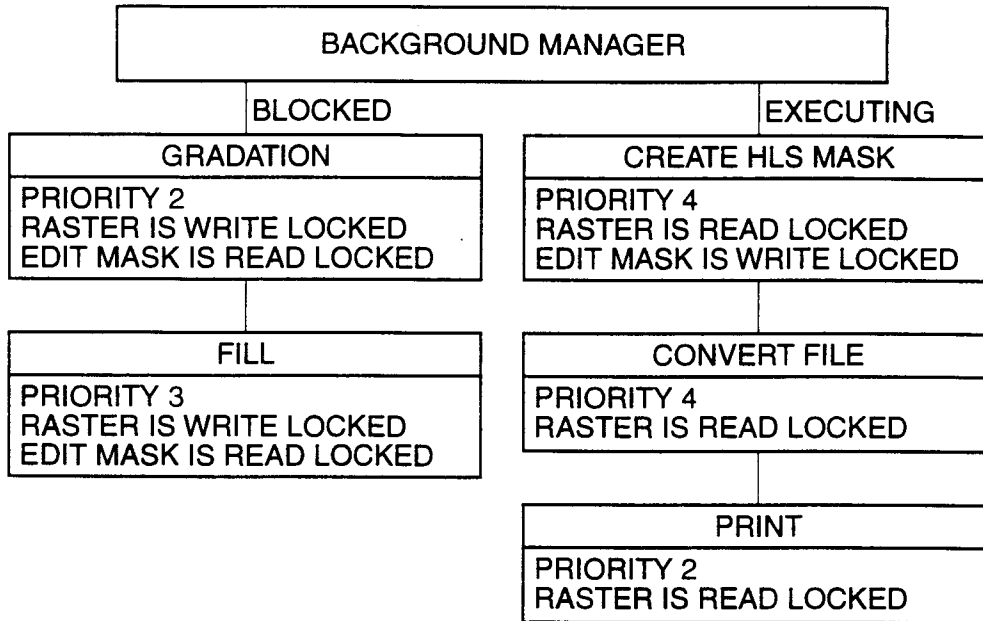 BACKGROUND MANAGER
BLOCKED
GRADATION
PRIORITY 2
RASTER IS WRITE LOCKED
EDIT MASK IS READ LOCKED
FILL
PRIORITY 3
RASTER IS WRITE LOCKED
EDIT MASK IS READ LOCKED
EXECUTING
CREATE HLS MASK
PRIORITY 4
RASTER IS READ LOCKED
EDIT MASK IS WRITE LOCKED
CONVERT FILE
PRIORITY 4
RASTER IS READ LOCKED
PRINT
PRIORITY 2
RASTER IS READ LOCKED